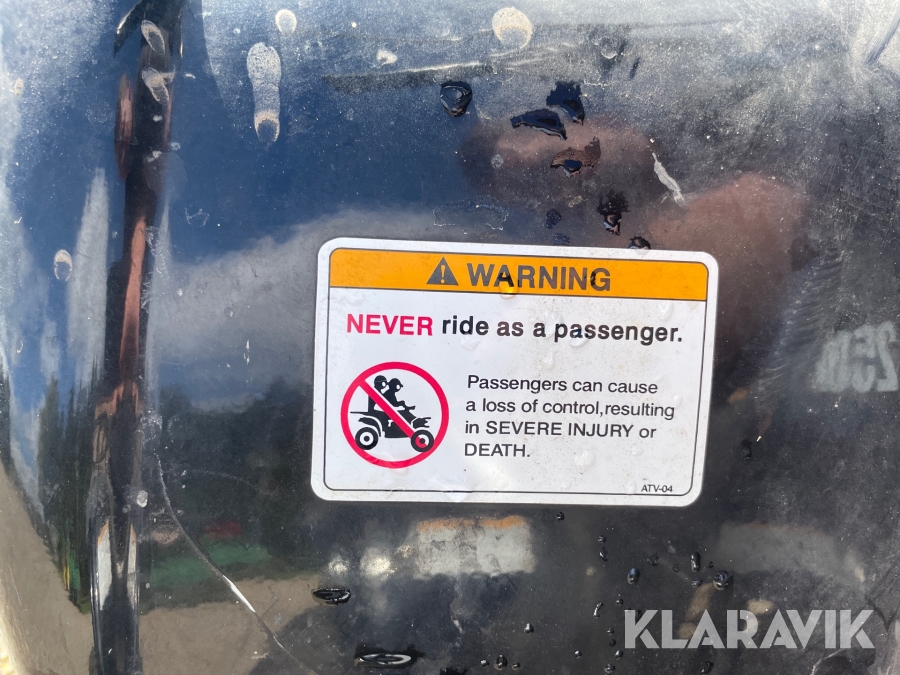 WARNING
NEVER ride as a passenger.
Passengers can cause
a loss of control,resulting
in SEVERE INJURY or
DEATH.
ATV-04
KLARAVIK